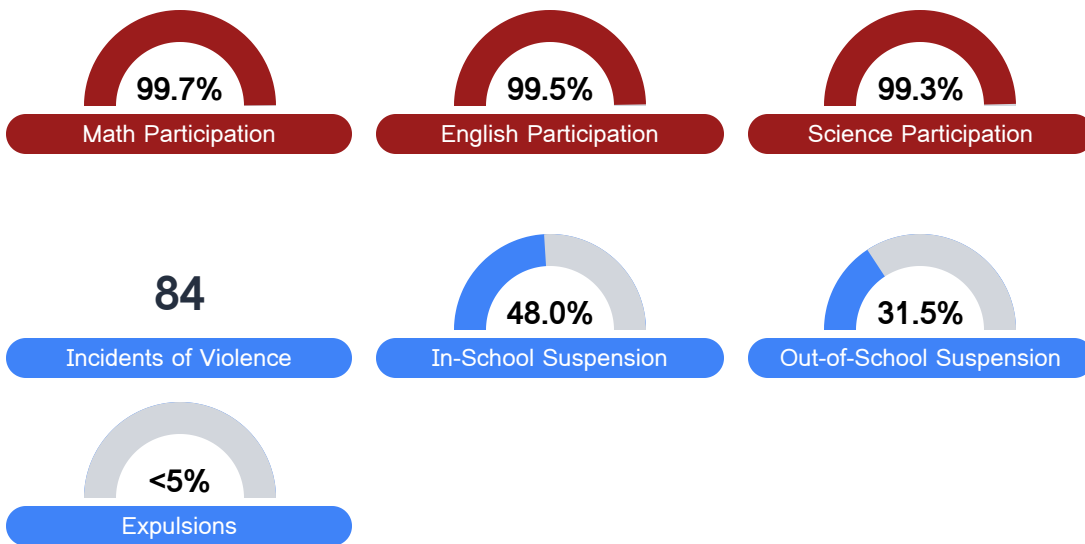 99.7%
Math Participation
99.5%
English Participation
99.3%
Science Participation
84
Incidents of Violence
48.0%
In-School Suspension
31.5%
Out-of-School Suspension
<5%
Expulsions